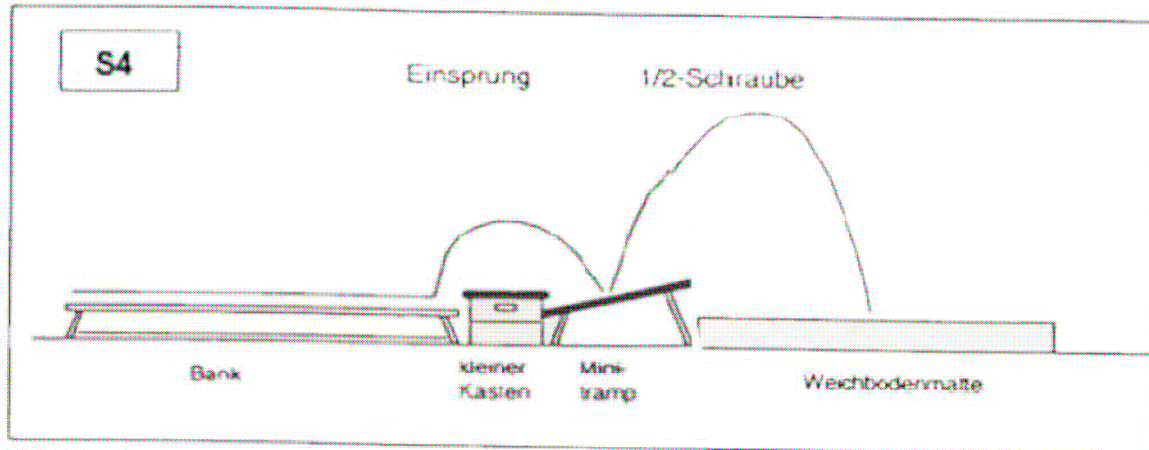 S4
Einsprung 1/2-Schraube
Bank
kleiner
Kasten
Mini-
tramp
Weichbodenmatte